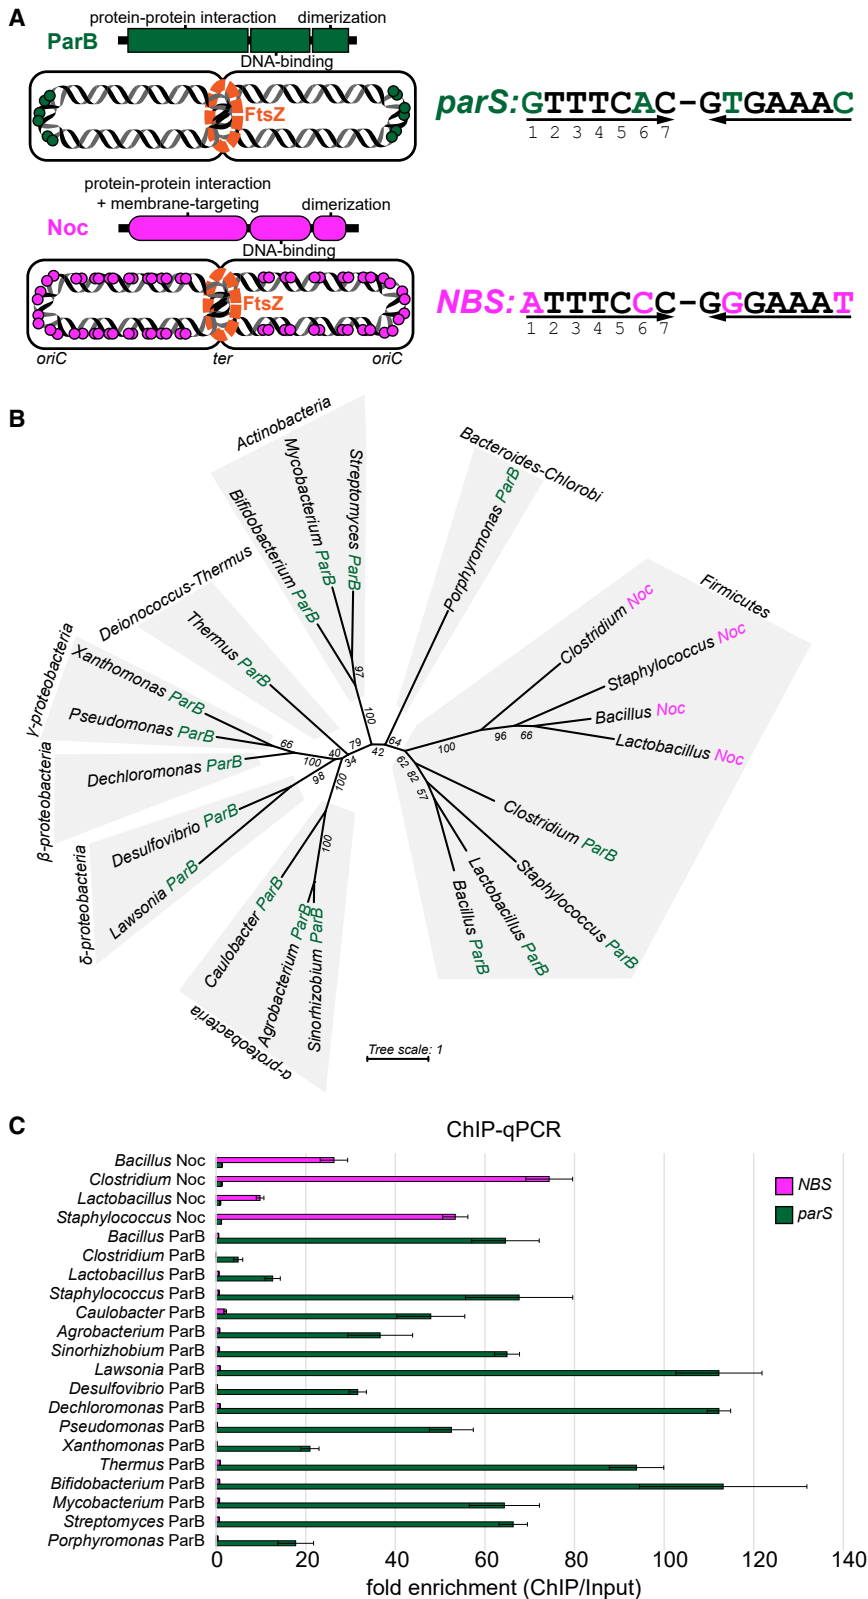 A
protein-protein interaction dimerization
ParB
DNA-binding
FtsZ
parS: GTTTCAC-GTGAAAC
1 2 3 4 5 6 7
protein-protein interaction
+ membrane-targeting dimerization
Noc
DNA-binding
FtsZ
NBS: ATTTCCC-GGGAAAT
1 2 3 4 5 6 7
oriC ter oriC
B
Actinobacteria
Bifidobacterium ParB
Mycobacterium ParB
Streptomyces ParB
Bacteroides-Chlorobi
Porphyromonas ParB
Firmicutes
Clostridium Noc
Staphylococcus Noc
Bacillus Noc
Lactobacillus Noc
Clostridium ParB
Staphylococcus ParB
Lactobacillus ParB
Bacillus ParB
Deionococcus-Thermus
Thermus ParB
γ-proteobacteria
Xanthomonas ParB
Pseudomonas ParB
β-proteobacteria
Dechloromonas ParB
δ-proteobacteria
Desulfovibrio ParB
Lawsonia ParB
α-proteobacteria
Caulobacter ParB
Agrobacterium ParB
Sinorhizobium ParB
97
100
79
42
64
100
96
66
62
82
57
66
100
40
34
98
100
100
Tree scale: 1
C
ChIP-qPCR
Bacillus Noc
Clostridium Noc
Lactobacillus Noc
Staphylococcus Noc
Bacillus ParB
Clostridium ParB
Lactobacillus ParB
Staphylococcus ParB
Caulobacter ParB
Agrobacterium ParB
Sinorhizhobium ParB
Lawsonia ParB
Desulfovibrio ParB
Dechloromonas ParB
Pseudomonas ParB
Xanthomonas ParB
Thermus ParB
Bifidobacterium ParB
Mycobacterium ParB
Streptomyces ParB
Porphyromonas ParB
NBS
parS
0 20 40 60 80 100 120 140
fold enrichment (ChIP/Input)